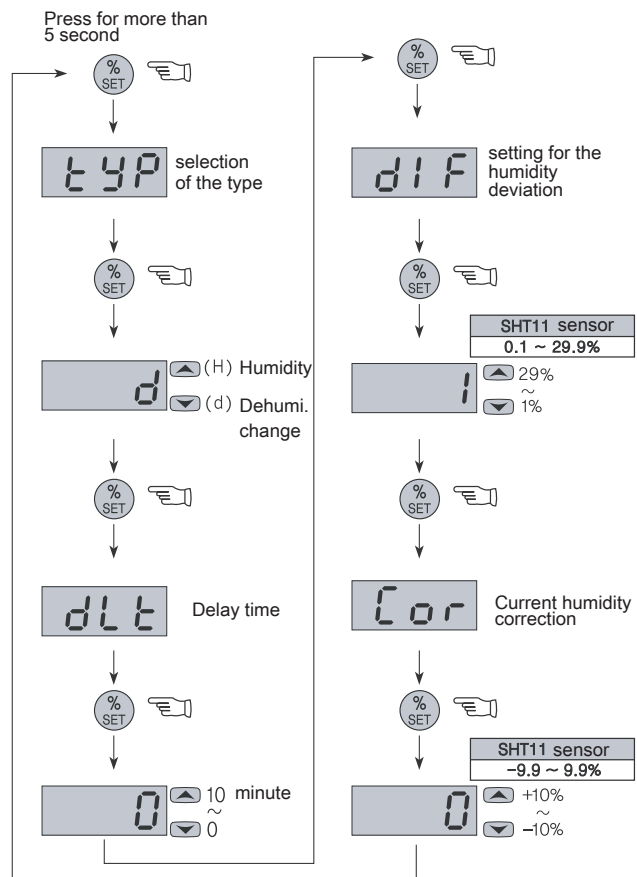 Press for more than
5 second
%
SET
tyP
selection
of the type
%
SET
d
(H) Humidity
(d) Dehumi.
change
%
SET
dLt
Delay time
%
SET
0
10 minute
~
0
%
SET
dIF
setting for the
humidity
deviation
%
SET
SHT11 sensor
0.1 ~ 29.9%
1
29%
~
1%
%
SET
Cor
Current humidity
correction
%
SET
SHT11 sensor
−9.9 ~ 9.9%
0
+10%
~
−10%